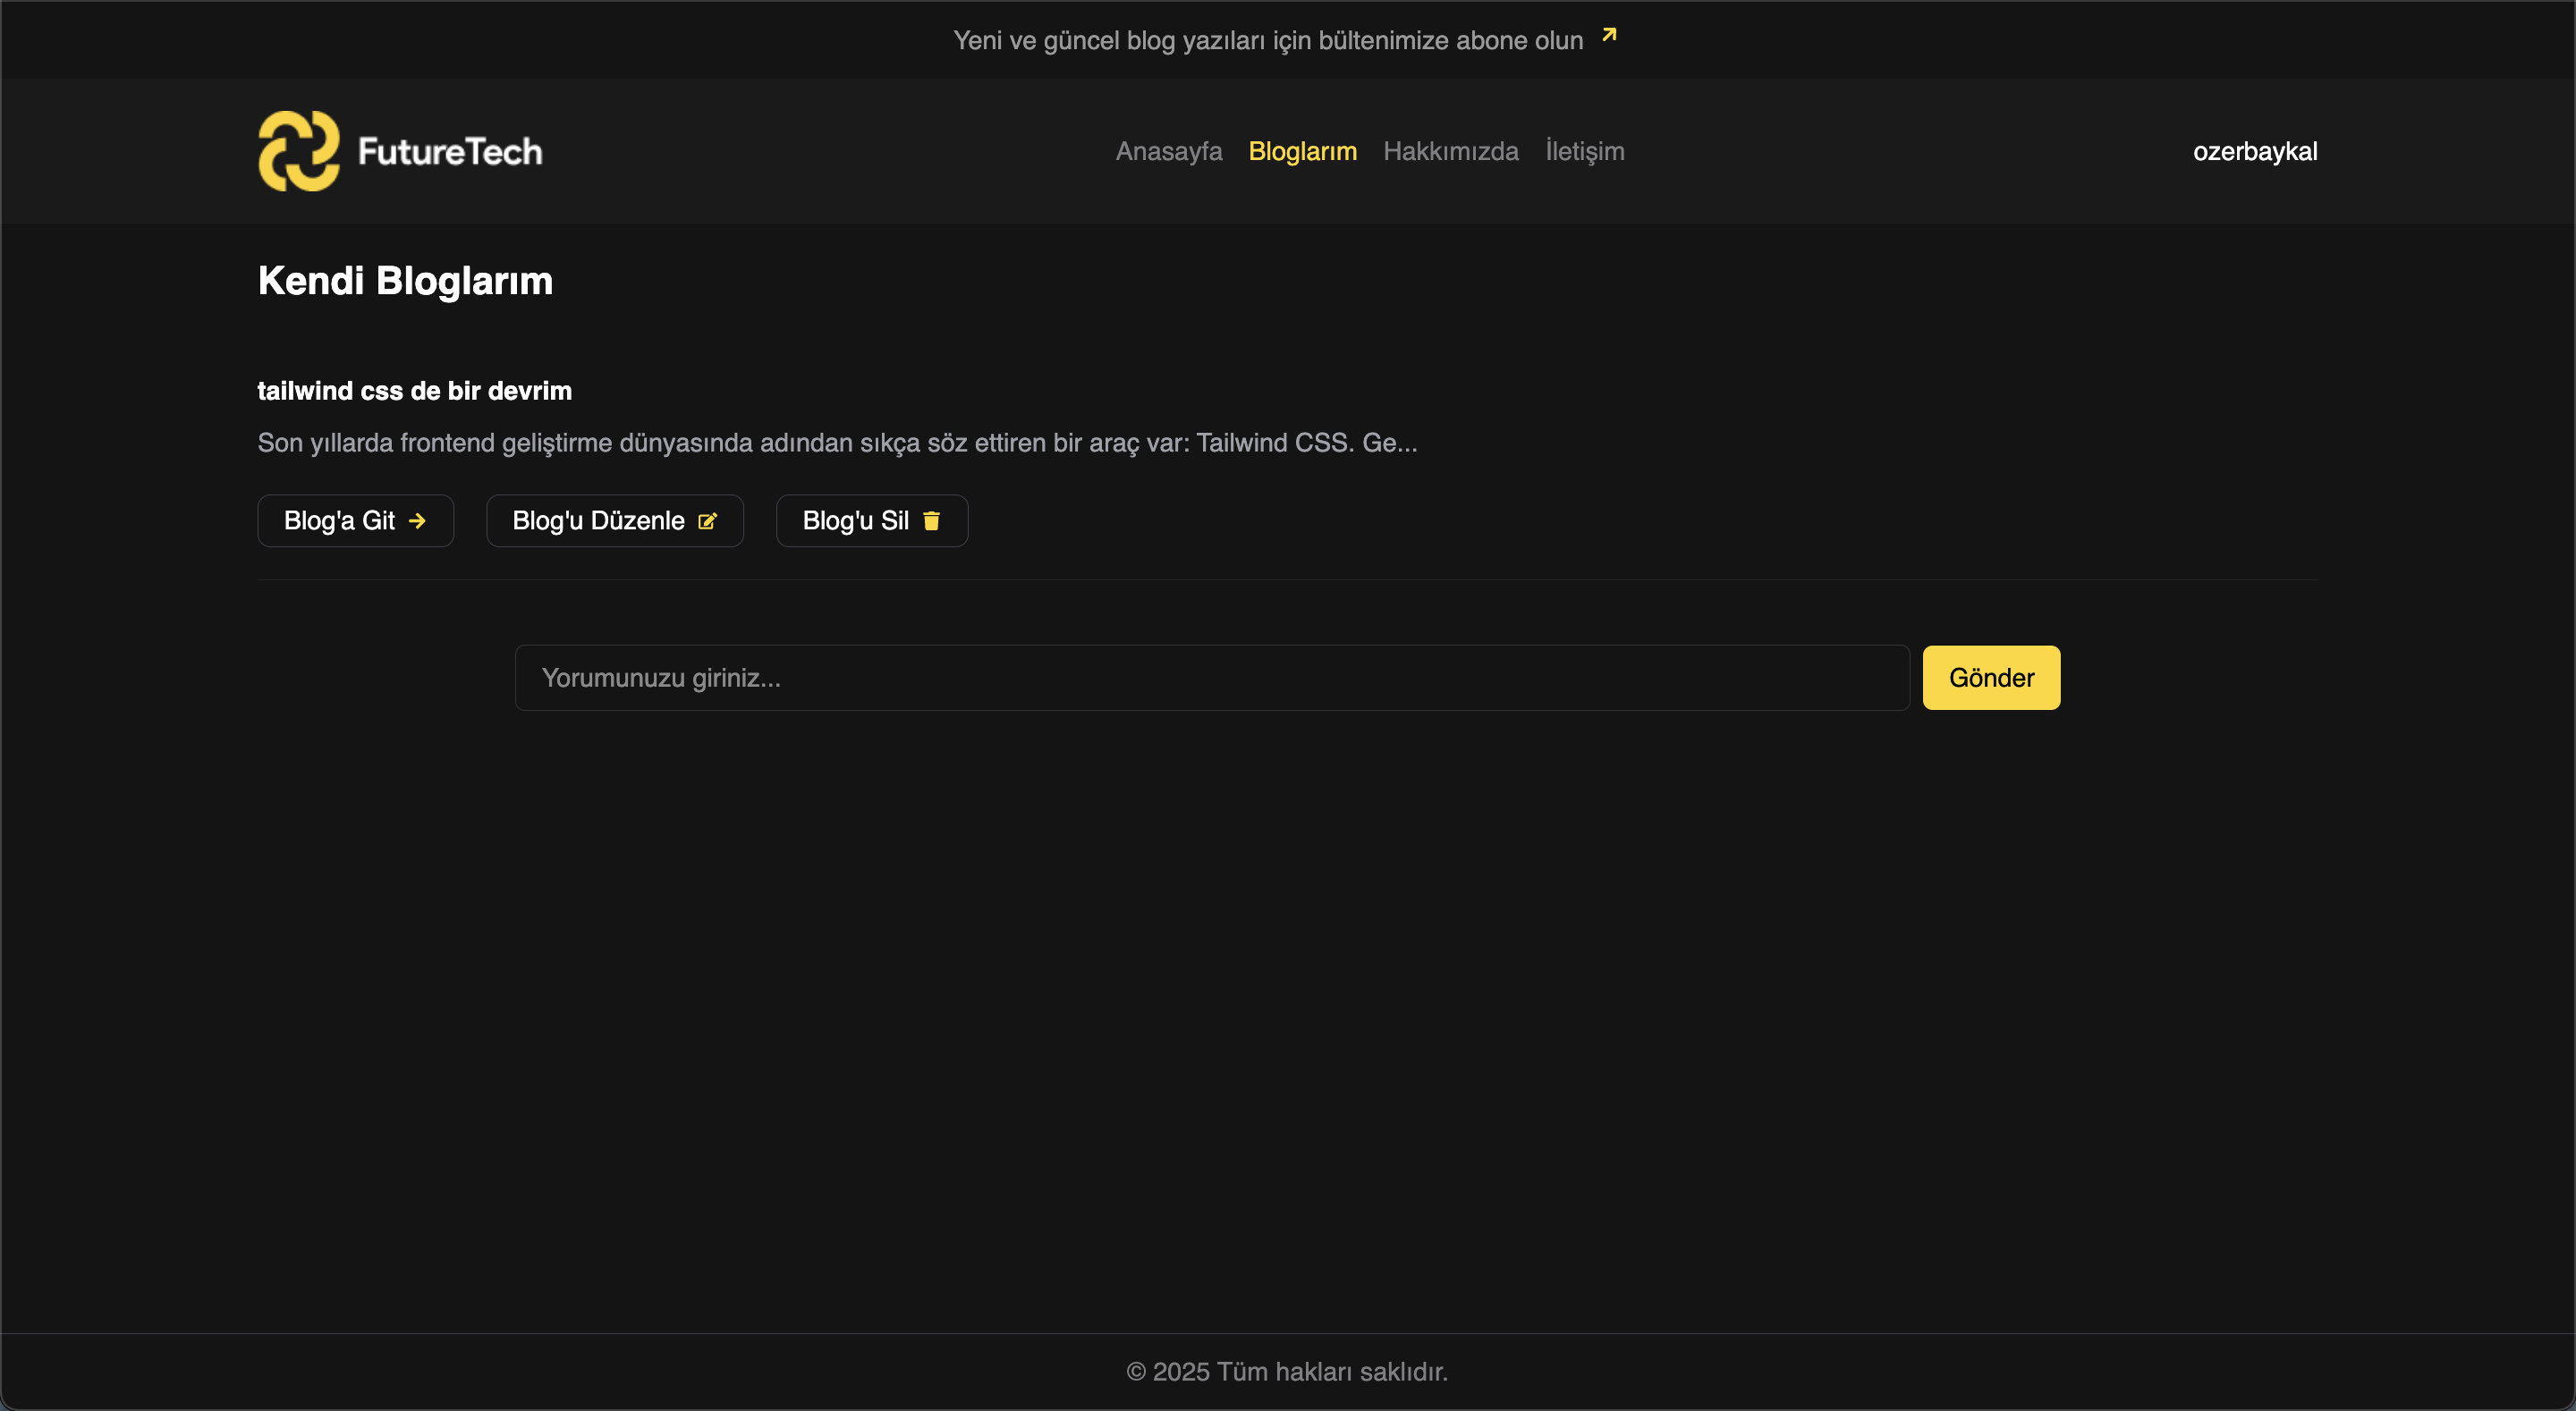 Yeni ve güncel blog yazıları için bültenimize abone olun
FutureTech
Anasayfa Bloglarım Hakkımızda İletişim
ozerbaykal
Kendi Bloglarım
tailwind css de bir devrim
Son yıllarda frontend geliştirme dünyasında adından sıkça söz ettiren bir araç var: Tailwind CSS. Ge...
Blog'a Git Blog'u Düzenle Blog'u Sil
Yorumunuzu giriniz...
Gönder
© 2025 Tüm hakları saklıdır.